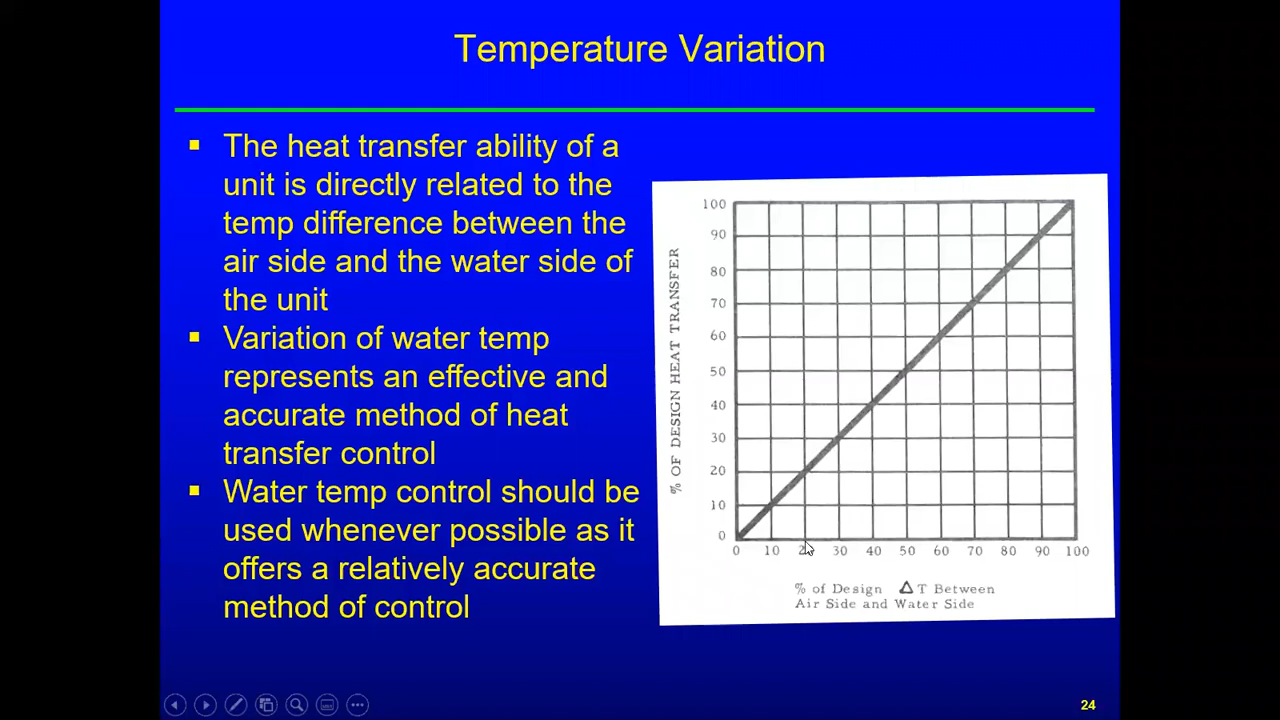 Temperature Variation
▪ The heat transfer ability of a
unit is directly related to the
temp difference between the
air side and the water side of
the unit
▪ Variation of water temp
represents an effective and
accurate method of heat
transfer control
▪ Water temp control should be
used whenever possible as it
offers a relatively accurate
method of control
% OF DESIGN HEAT TRANSFER
100
90
80
70
60
50
40
30
20
10
0
0 10 20 30 40 50 60 70 80 90 100
% of Design Δ T Between
Air Side and Water Side
24